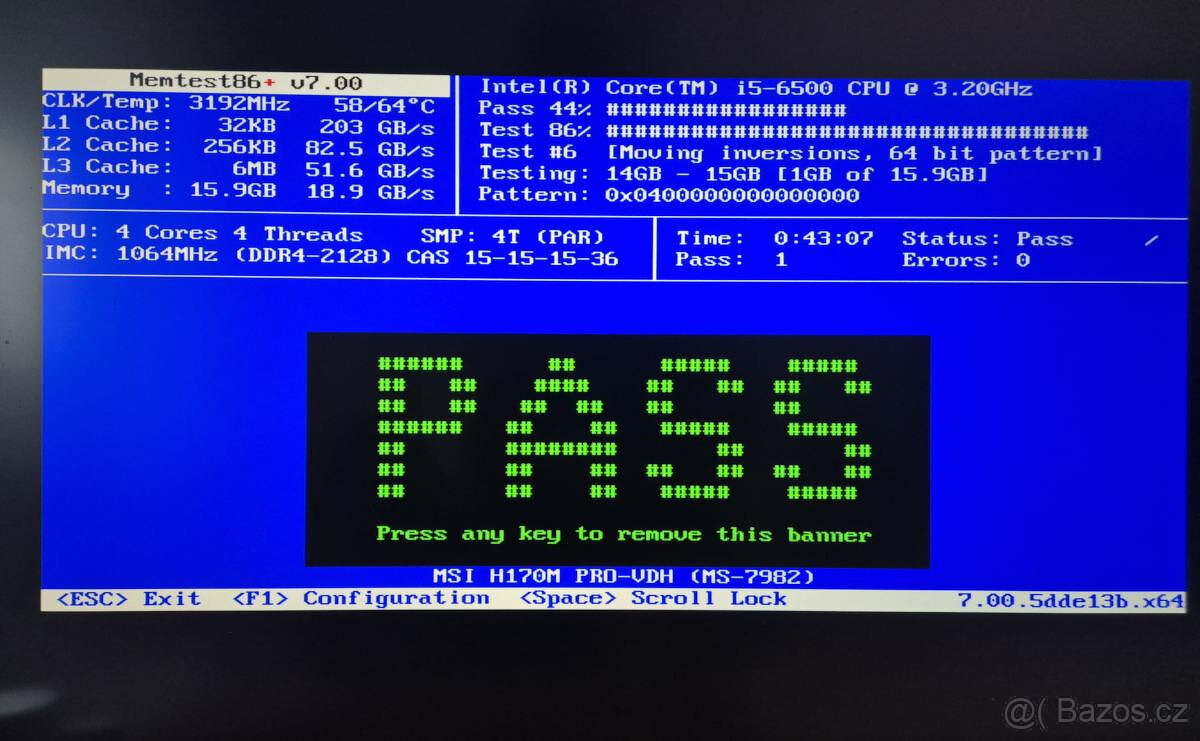 Memtest86+ v7.00
CLK/Temp: 3192MHz 58/64°C
L1 Cache: 32KB 203 GB/s
L2 Cache: 256KB 82.5 GB/s
L3 Cache: 6MB 51.6 GB/s
Memory : 15.9GB 18.9 GB/s
Intel(R) Core(TM) i5-6500 CPU @ 3.20GHz
Pass 44% #################
Test 86% ##################################
Test #6 [Moving inversions, 64 bit pattern]
Testing: 14GB - 15GB [1GB of 15.9GB]
Pattern: 0x0400000000000000
CPU: 4 Cores 4 Threads SMP: 4T (PAR)
IMC: 1064MHz (DDR4-2128) CAS 15-15-15-36
Time: 0:43:07 Status: Pass /
Pass: 1 Errors: 0
PASS
Press any key to remove this banner
MSI H170M PRO-VDH (MS-7982)
<ESC> Exit <F1> Configuration <Space> Scroll Lock 7.00.5dde13b.x64
@( Bazos.cz